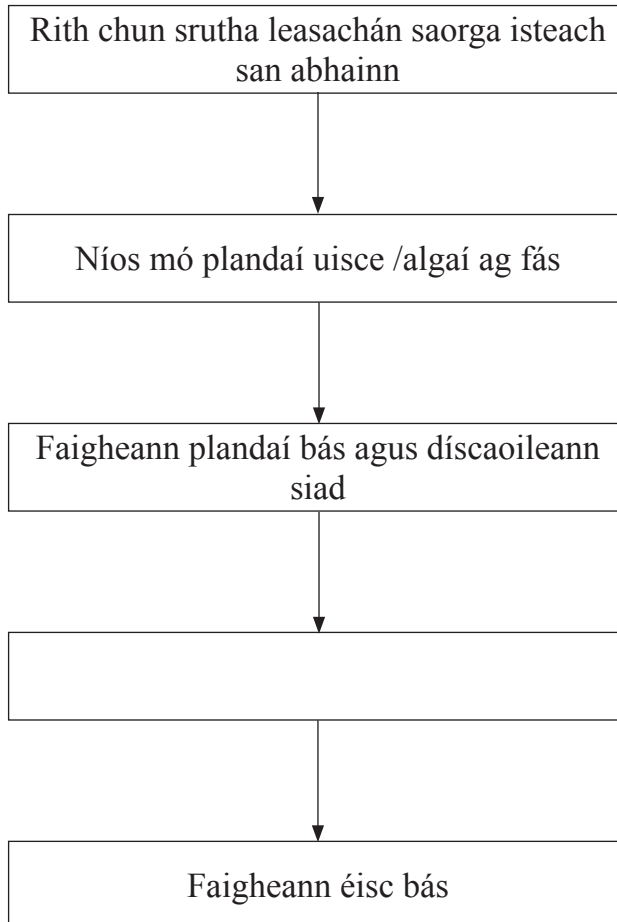 Rith chun srutha leasachán saorga isteach
san abhainn
Níos mó plandaí uisce /algaí ag fás
Faigheann plandaí bás agus díscaoileann
siad
Faigheann éisc bás